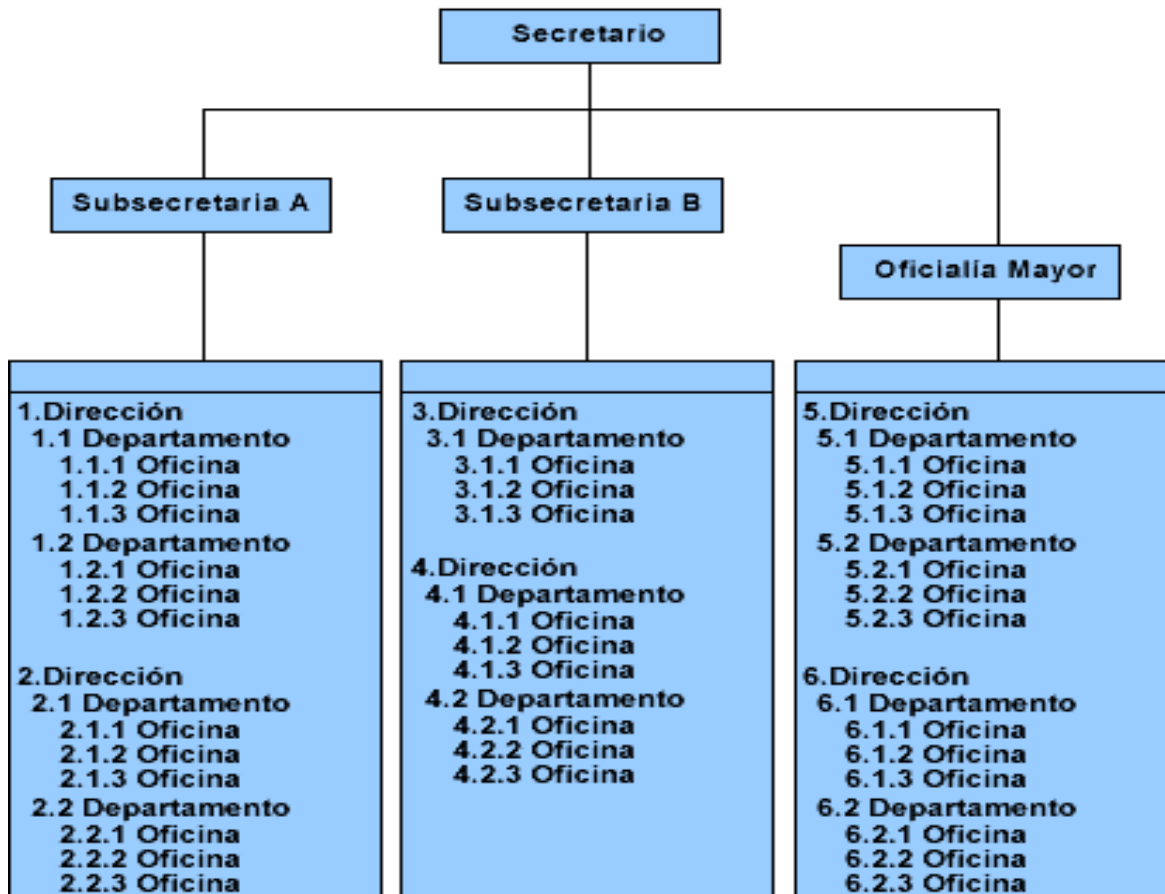 Secretario
Subsecretaria A
Subsecretaria B
Oficialía Mayor
1.Dirección
1.1 Departamento
1.1.1 Oficina
1.1.2 Oficina
1.1.3 Oficina
1.2 Departamento
1.2.1 Oficina
1.2.2 Oficina
1.2.3 Oficina
2.Dirección
2.1 Departamento
2.1.1 Oficina
2.1.2 Oficina
2.1.3 Oficina
2.2 Departamento
2.2.1 Oficina
2.2.2 Oficina
2.2.3 Oficina
3.Dirección
3.1 Departamento
3.1.1 Oficina
3.1.2 Oficina
3.1.3 Oficina
4.Dirección
4.1 Departamento
4.1.1 Oficina
4.1.2 Oficina
4.1.3 Oficina
4.2 Departamento
4.2.1 Oficina
4.2.2 Oficina
4.2.3 Oficina
5.Dirección
5.1 Departamento
5.1.1 Oficina
5.1.2 Oficina
5.1.3 Oficina
5.2 Departamento
5.2.1 Oficina
5.2.2 Oficina
5.2.3 Oficina
6.Dirección
6.1 Departamento
6.1.1 Oficina
6.1.2 Oficina
6.1.3 Oficina
6.2 Departamento
6.2.1 Oficina
6.2.2 Oficina
6.2.3 Oficina